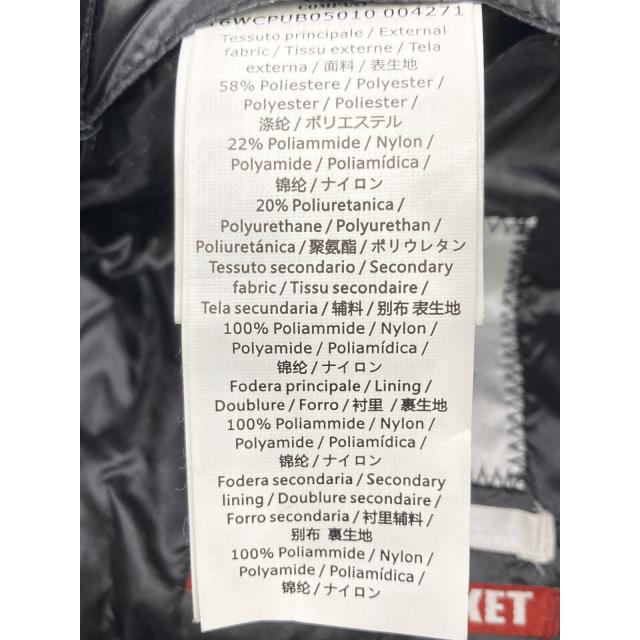 COMPANY
16WCPUB05010 004271
Tessuto principale / External
fabric / Tissu externe / Tela
externa / 面料 / 表生地
58% Poliestere / Polyester /
Polyester / Poliester /
涤纶 / ポリエステル
22% Poliammide / Nylon /
Polyamide / Poliamídica /
锦纶 / ナイロン
20% Poliuretanica /
Polyurethane / Polyurethan /
Poliuretánica / 聚氨酯 / ポリウレタン
Tessuto secondario / Secondary
fabric / Tissu secondaire /
Tela secundaria / 辅料 / 别布 表生地
100% Poliammide / Nylon /
Polyamide / Poliamídica /
锦纶 / ナイロン
Fodera principale / Lining /
Doublure / Forro / 衬里 / 裏生地
100% Poliammide / Nylon /
Polyamide / Poliamídica /
锦纶 / ナイロン
Fodera secondaria / Secondary
lining / Doublure secondaire /
Forro secundaria / 衬里辅料 /
别布 裏生地
100% Poliammide / Nylon /
Polyamide / Poliamídica /
锦纶 / ナイロン
KET